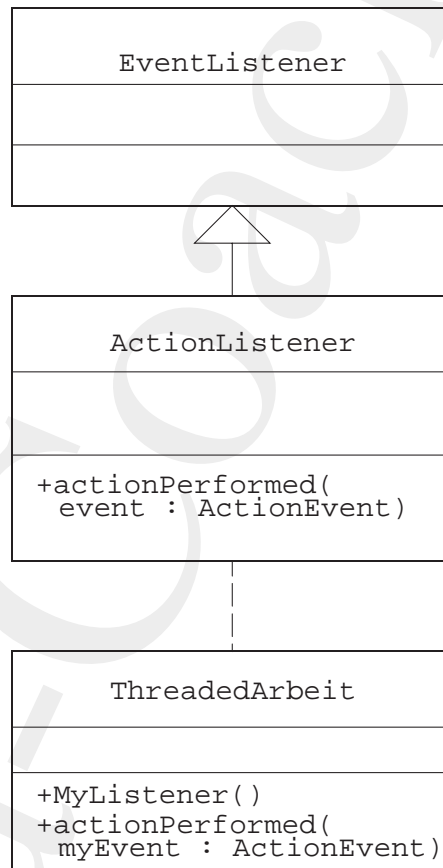 EventListener
ActionListener
+actionPerformed(
event : ActionEvent)
ThreadedArbeit
+MyListener()
+actionPerformed(
myEvent : ActionEvent)